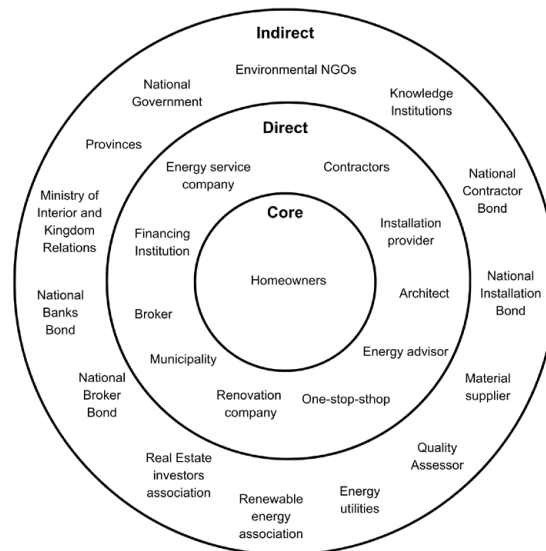 Indirect
Environmental NGOs
National
Government
Knowledge
Institutions
Provinces
Direct
Energy service
company
Contractors
National
Contractor
Bond
Ministry of
Interior and
Kingdom
Relations
Core
Financing
Institution
Installation
provider
Homeowners
National
Banks
Bond
Broker
Architect
National
Installation
Bond
Municipality
Energy advisor
National
Broker
Bond
Renovation
company
One-stop-sthop
Material
supplier
Real Estate
investors
association
Quality
Assessor
Renewable
energy
association
Energy
utilities